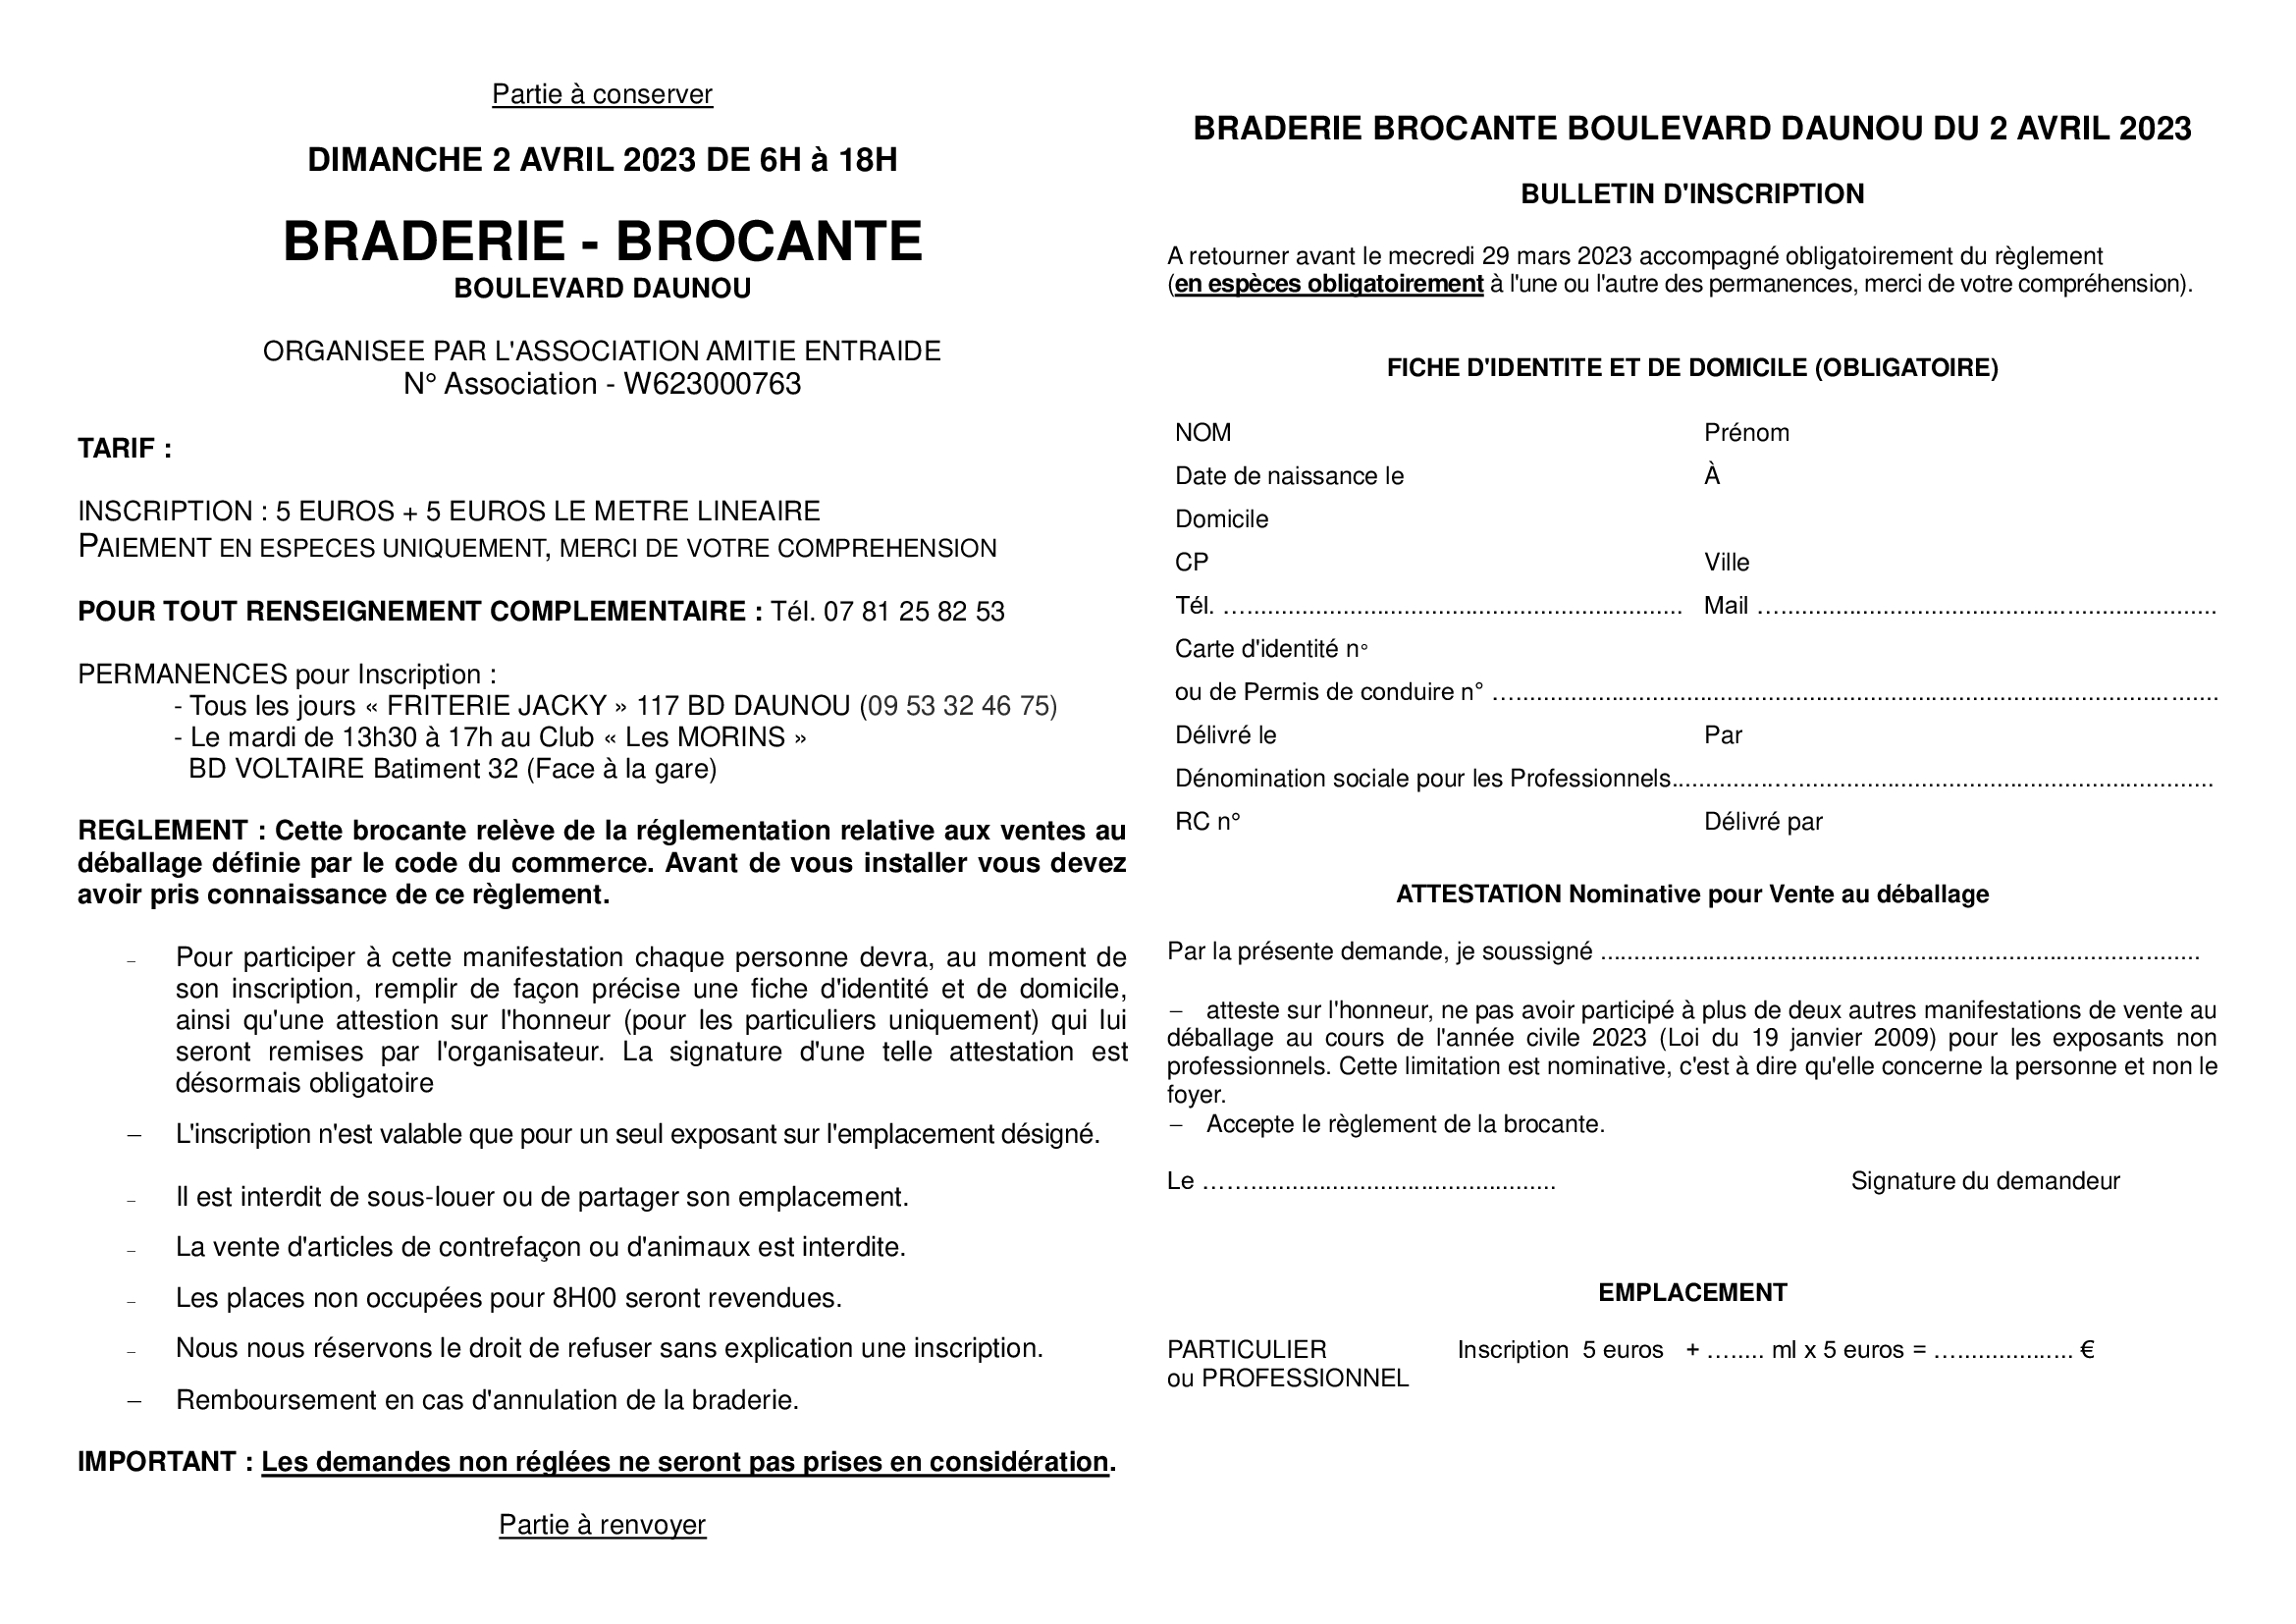 Partie à conserver
DIMANCHE 2 AVRIL 2023 DE 6H à 18H
BRADERIE - BROCANTE
BOULEVARD DAUNOU
ORGANISEE PAR L'ASSOCIATION AMITIE ENTRAIDE
N° Association - W623000763
TARIF :
INSCRIPTION : 5 EUROS + 5 EUROS LE METRE LINEAIRE
PAIEMENT EN ESPECES UNIQUEMENT, MERCI DE VOTRE COMPREHENSION
POUR TOUT RENSEIGNEMENT COMPLEMENTAIRE : Tél. 07 81 25 82 53
PERMANENCES pour Inscription :
- Tous les jours « FRITERIE JACKY » 117 BD DAUNOU (09 53 32 46 75)
- Le mardi de 13h30 à 17h au Club « Les MORINS »
BD VOLTAIRE Batiment 32 (Face à la gare)
REGLEMENT : Cette brocante relève de la réglementation relative aux ventes au
déballage définie par le code du commerce. Avant de vous installer vous devez
avoir pris connaissance de ce règlement.
- Pour participer à cette manifestation chaque personne devra, au moment de
son inscription, remplir de façon précise une fiche d'identité et de domicile,
ainsi qu'une attestion sur l'honneur (pour les particuliers uniquement) qui lui
seront remises par l'organisateur. La signature d'une telle attestation est
désormais obligatoire
– L'inscription n'est valable que pour un seul exposant sur l'emplacement désigné.
- Il est interdit de sous-louer ou de partager son emplacement.
- La vente d'articles de contrefaçon ou d'animaux est interdite.
- Les places non occupées pour 8H00 seront revendues.
- Nous nous réservons le droit de refuser sans explication une inscription.
– Remboursement en cas d'annulation de la braderie.
IMPORTANT : Les demandes non réglées ne seront pas prises en considération.
Partie à renvoyer
BRADERIE BROCANTE BOULEVARD DAUNOU DU 2 AVRIL 2023
BULLETIN D'INSCRIPTION
A retourner avant le mecredi 29 mars 2023 accompagné obligatoirement du règlement
(en espèces obligatoirement à l'une ou l'autre des permanences, merci de votre compréhension).
FICHE D'IDENTITE ET DE DOMICILE (OBLIGATOIRE)
NOM Prénom
Date de naissance le À
Domicile
CP Ville
Tél. ................................................................ Mail ................................................................
Carte d'identité n°
ou de Permis de conduire n° ................................................................
Délivré le Par
Dénomination sociale pour les Professionnels................................................................
RC n° Délivré par
ATTESTATION Nominative pour Vente au déballage
Par la présente demande, je soussigné ................................................................
– atteste sur l'honneur, ne pas avoir participé à plus de deux autres manifestations de vente au
déballage au cours de l'année civile 2023 (Loi du 19 janvier 2009) pour les exposants non
professionnels. Cette limitation est nominative, c'est à dire qu'elle concerne la personne et non le
foyer.
– Accepte le règlement de la brocante.
Le ................................................ Signature du demandeur
EMPLACEMENT
PARTICULIER Inscription 5 euros + …..... ml x 5 euros = …................. €
ou PROFESSIONNEL